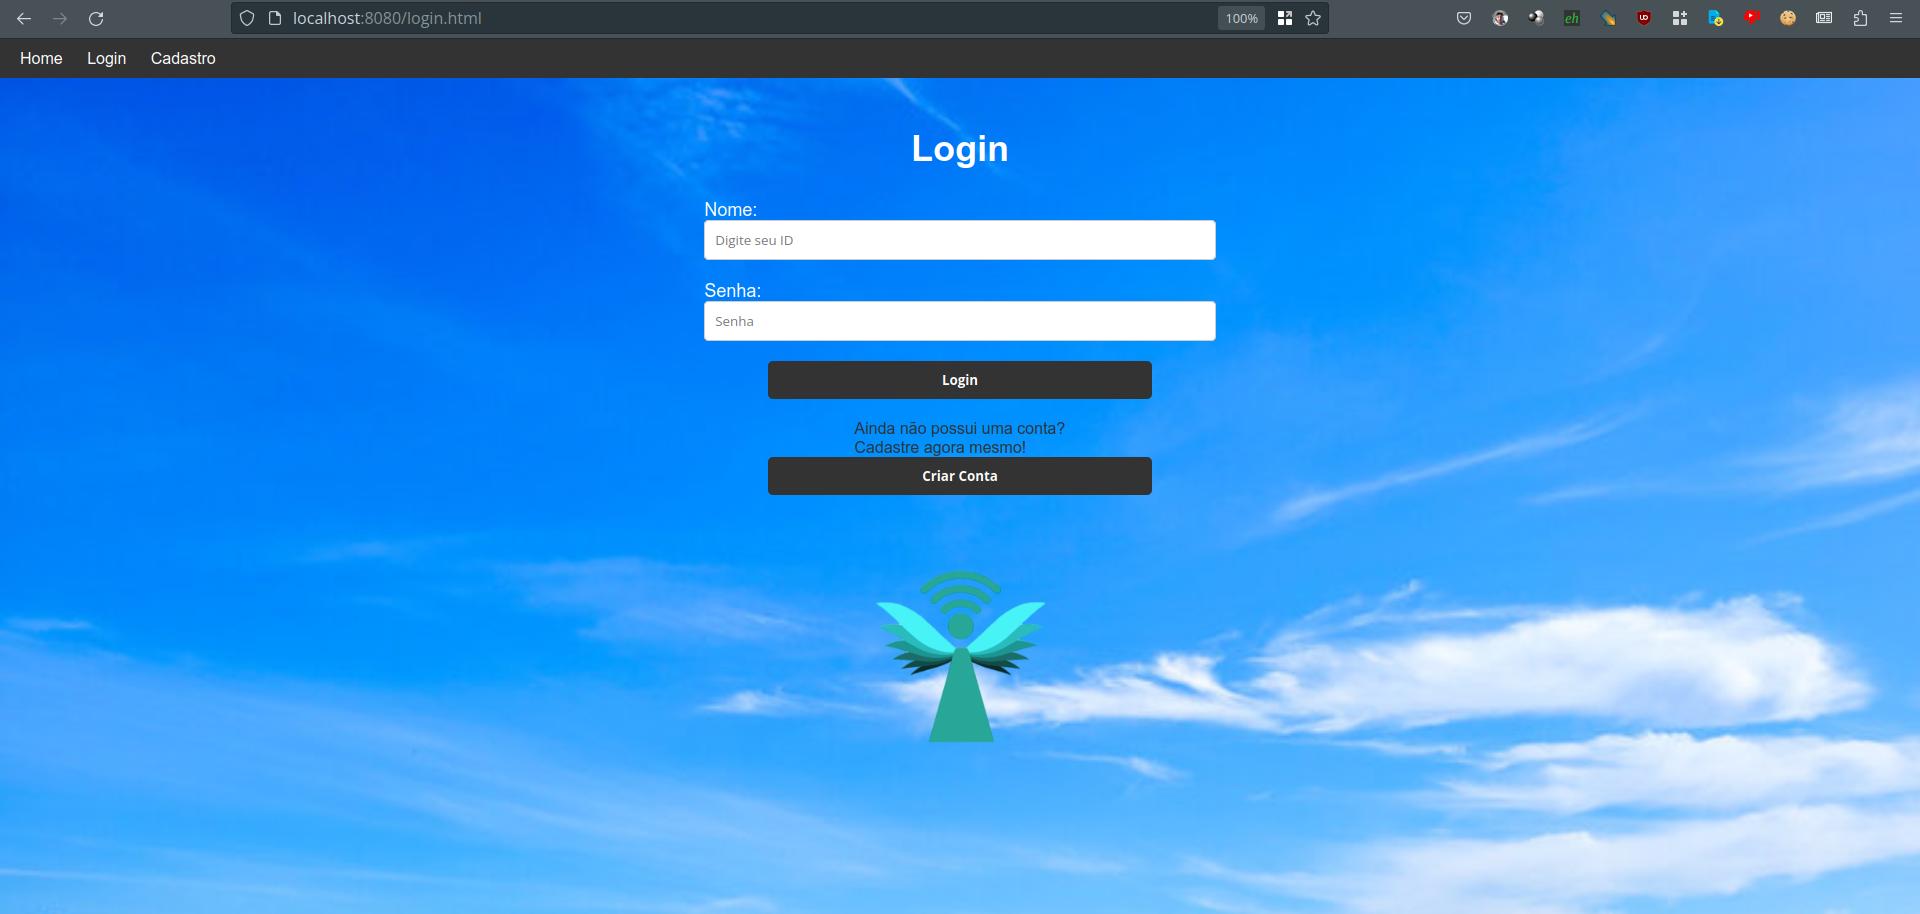 localhost:8080/login.html
100%
eh
Home Login Cadastro
Login
Nome:
Digite seu ID
Senha:
Senha
Login
Ainda não possui uma conta?
Cadastre agora mesmo!
Criar Conta